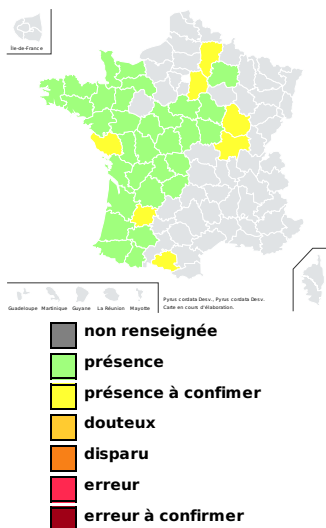 Île-de-France
Guadeloupe Martinique Guyane La Réunion Mayotte
Pyrus cordata Desv., Pyrus cordata Desv.
Carte en cours d'élaboration.
non renseignée
présence
présence à confimer
douteux
disparu
erreur
erreur à confirmer